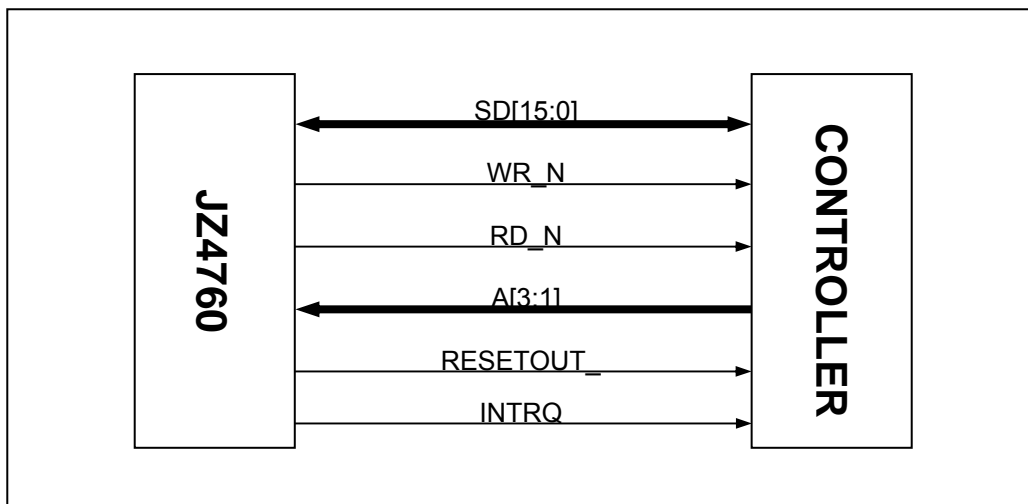 JZ4760
SD[15:0]
WR_N
RD_N
A[3:1]
RESETOUT_
INTRQ
CONTROLLER